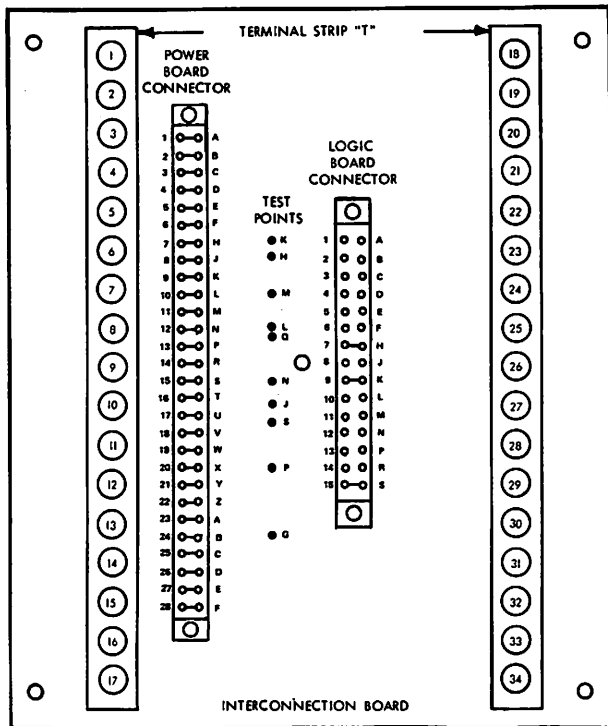 TERMINAL STRIP "T"
1
2
3
4
5
6
7
8
9
10
11
12
13
14
15
16
17
POWER
BOARD
CONNECTOR
1 A
2 B
3 C
4 D
5 E
6 F
7 H
8 J
9 K
10 L
11 M
12 N
13 P
14 R
15 S
16 T
17 U
18 V
19 W
20 X
21 Y
22 Z
23 A
24 B
25 C
26 D
27 E
28 F
TEST
POINTS
K
H
M
L
N
J
S
P
G
LOGIC
BOARD
CONNECTOR
1 A
2 B
3 C
4 D
5 E
6 F
7 H
8 J
9 K
10 L
11 M
12 N
13 P
14 R
15 S
18
19
20
21
22
23
24
25
26
27
28
29
30
31
32
33
34
INTERCONNECTION BOARD